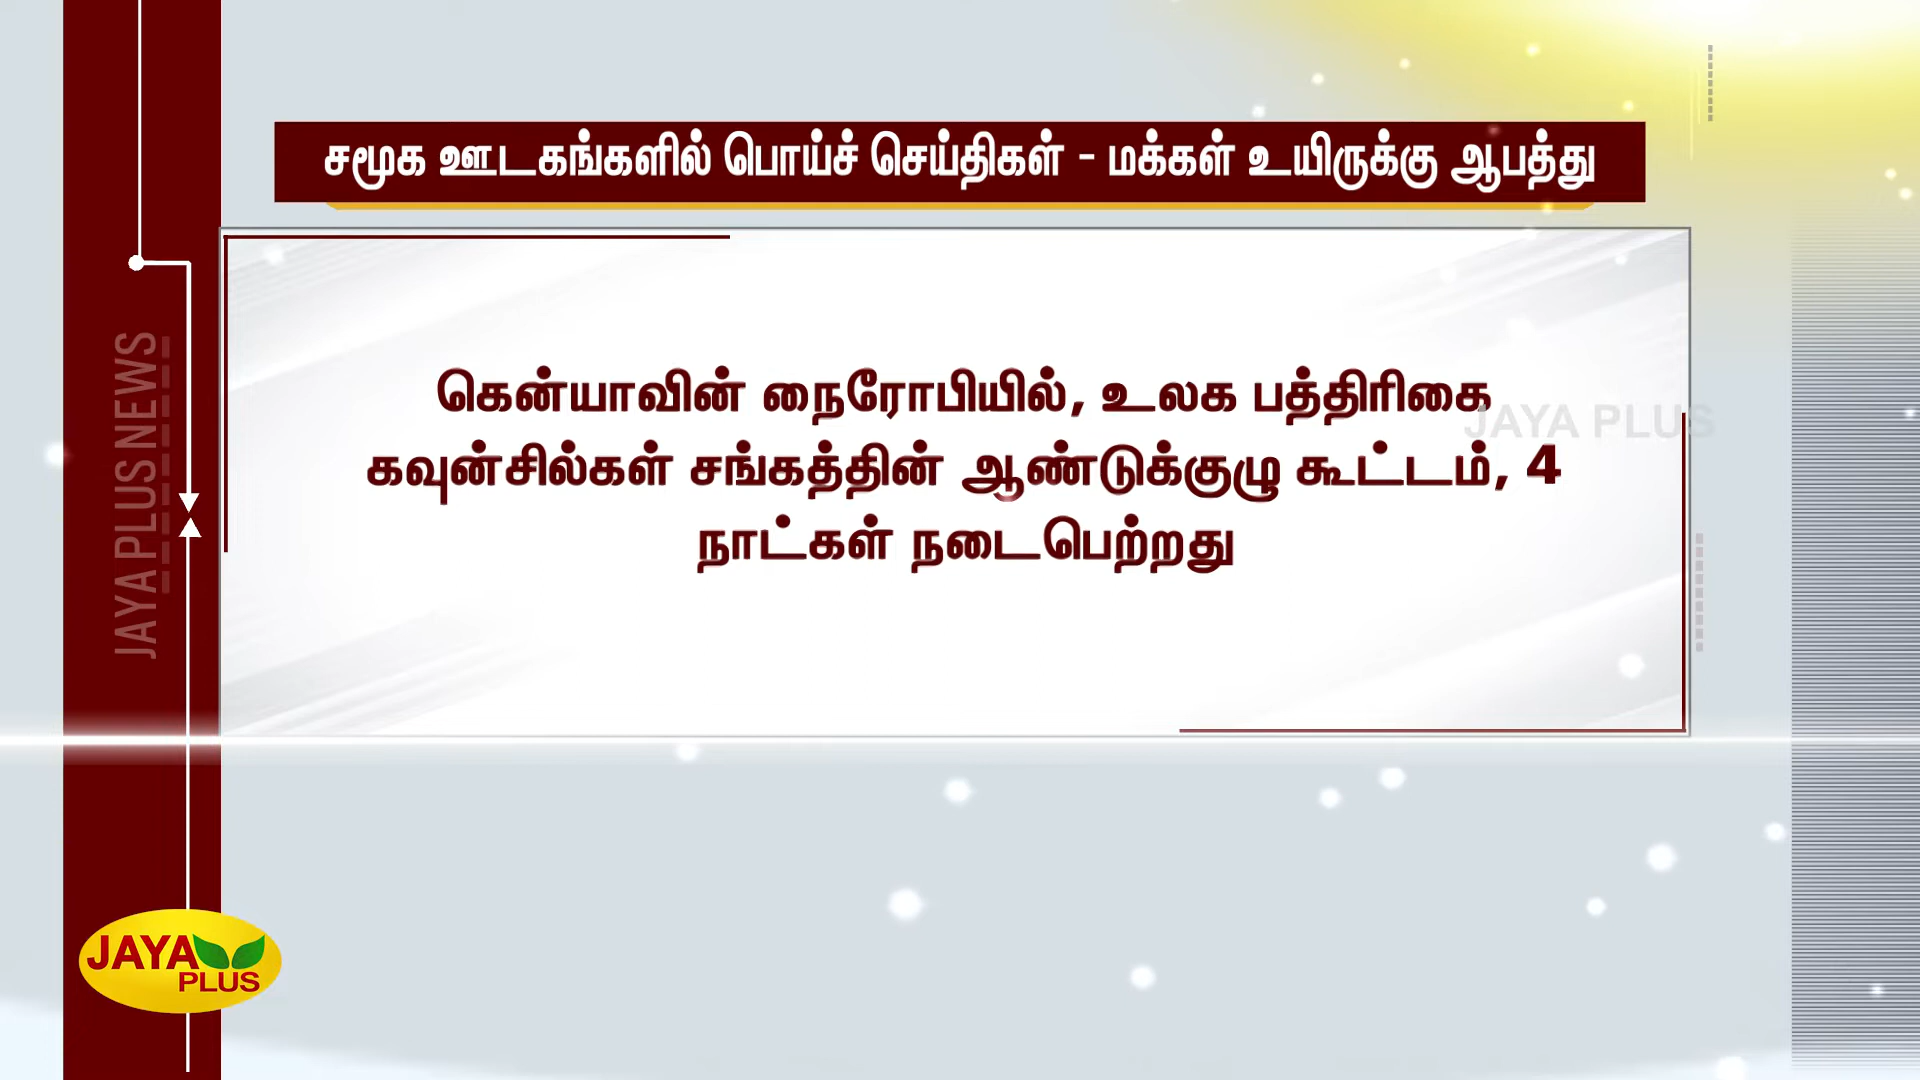 சமூக ஊடகங்களில் பொய்ச் செய்திகள் - மக்கள் உயிருக்கு ஆபத்து
கென்யாவின் நைரோபியில், உலக பத்திரிகை
கவுன்சில்கள் சங்கத்தின் ஆண்டுக்குழு கூட்டம், 4
நாட்கள் நடைபெற்றது
JAYA PLUS
JAYA PLUS NEWS
JAYA
PLUS